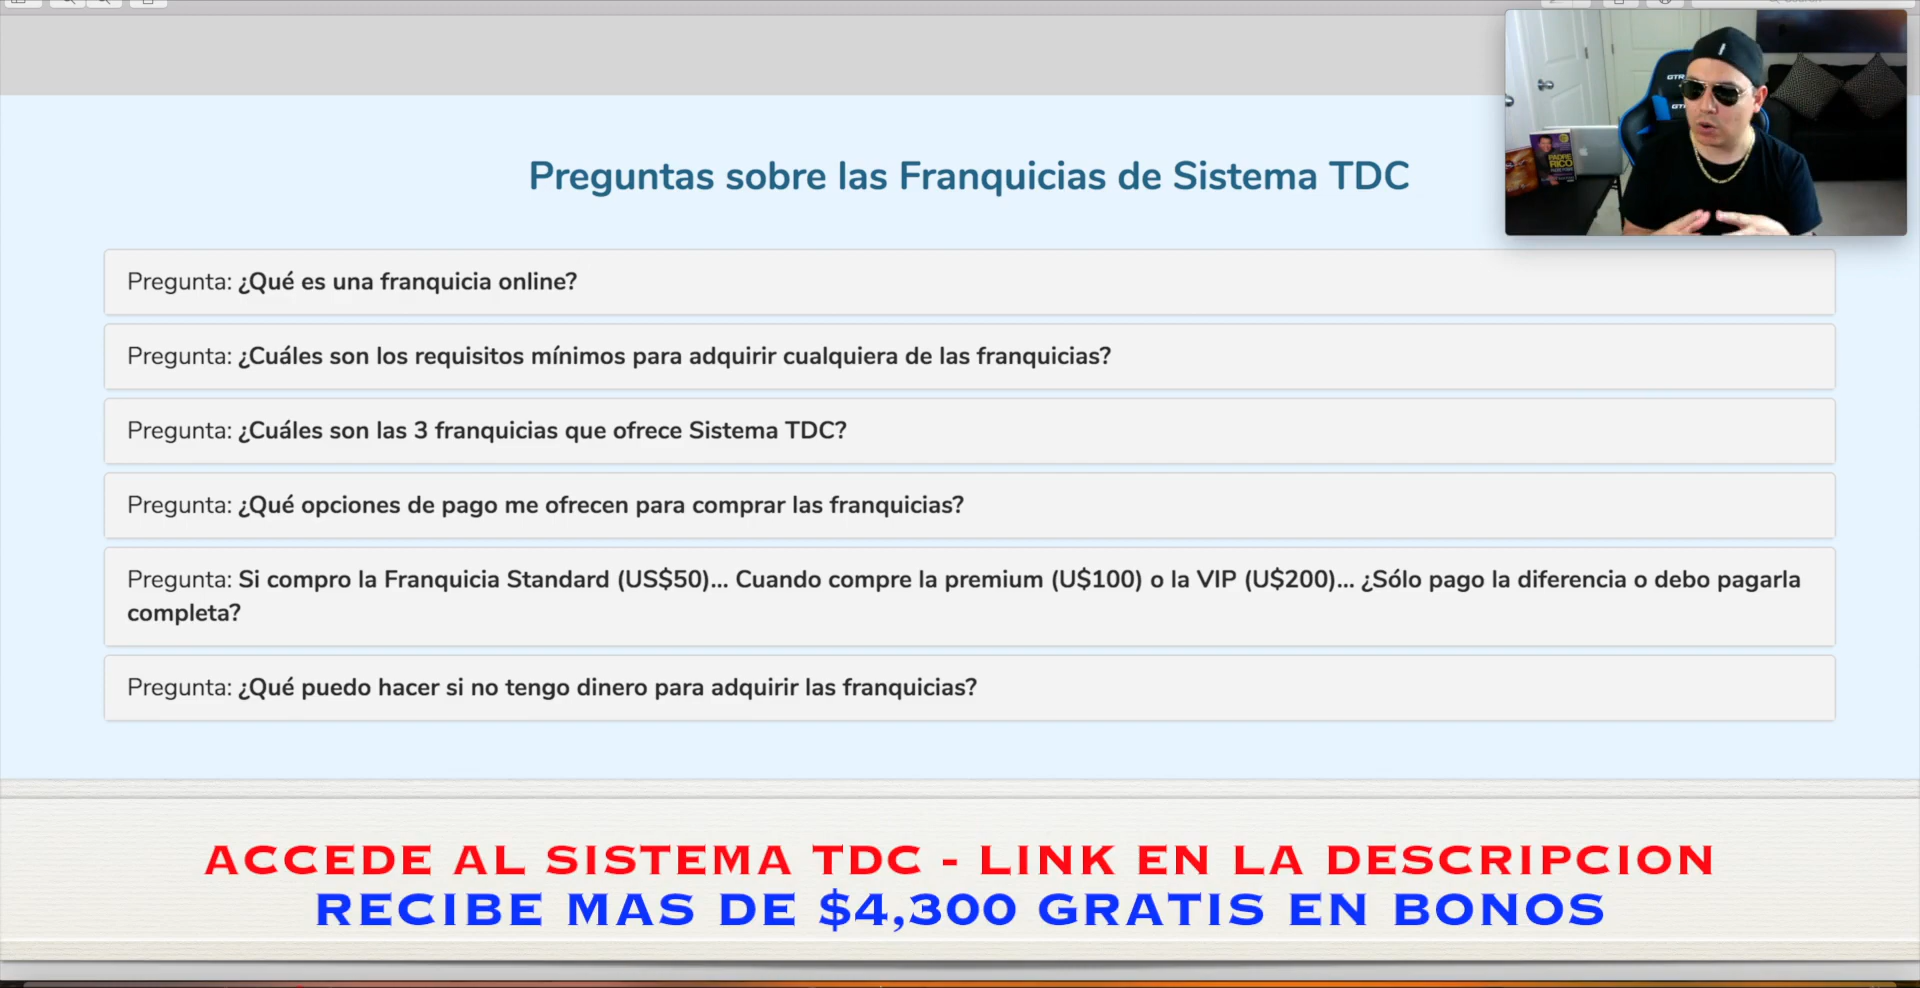 Preguntas sobre las Franquicias de Sistema TDC
GTR
PADRE
RICO
Pregunta: ¿Qué es una franquicia online?
Pregunta: ¿Cuáles son los requisitos mínimos para adquirir cualquiera de las franquicias?
Pregunta: ¿Cuáles son las 3 franquicias que ofrece Sistema TDC?
Pregunta: ¿Qué opciones de pago me ofrecen para comprar las franquicias?
Pregunta: Si compro la Franquicia Standard (US$50)... Cuando compre la premium (U$100) o la VIP (U$200)... ¿Sólo pago la diferencia o debo pagarla
completa?
Pregunta: ¿Qué puedo hacer si no tengo dinero para adquirir las franquicias?
ACCEDE AL SISTEMA TDC - LINK EN LA DESCRIPCION
RECIBE MAS DE $4,300 GRATIS EN BONOS